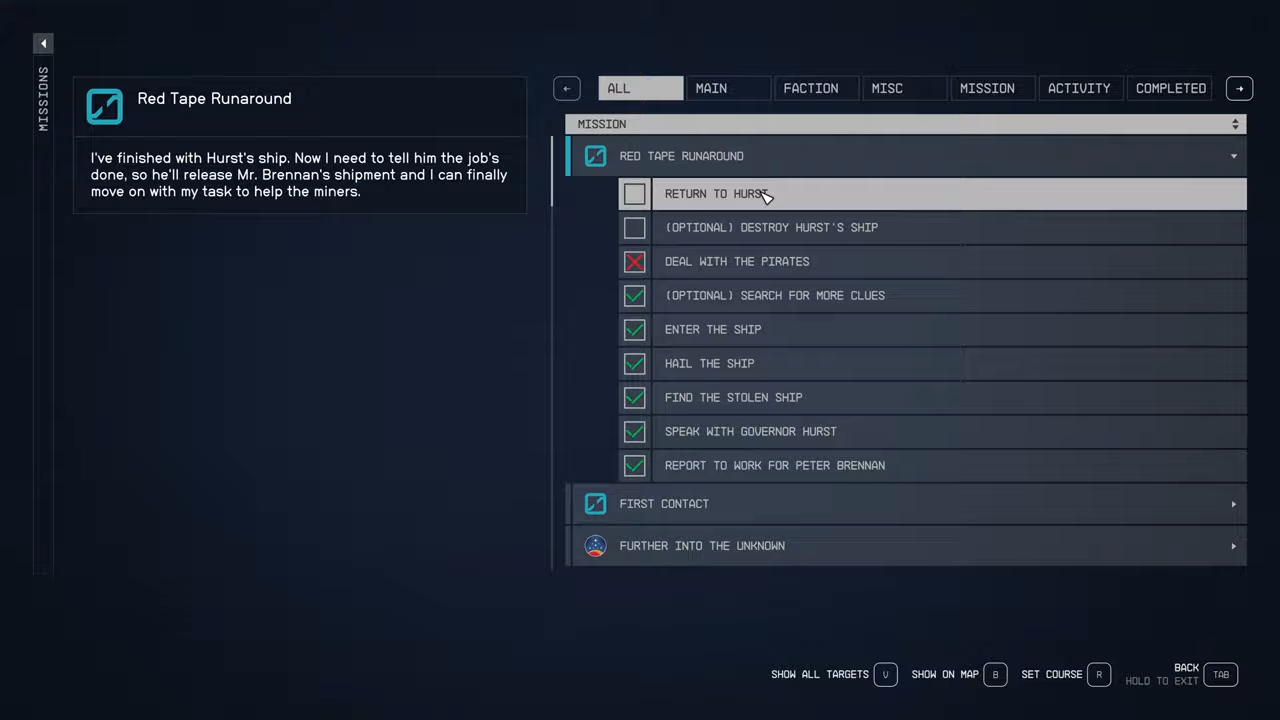 MISSIONS
Red Tape Runaround
I've finished with Hurst's ship. Now I need to tell him the job's
done, so he'll release Mr. Brennan's shipment and I can finally
move on with my task to help the miners.
ALL MAIN FACTION MISC MISSION ACTIVITY COMPLETED
MISSION
RED TAPE RUNAROUND
RETURN TO HURST
(OPTIONAL) DESTROY HURST'S SHIP
DEAL WITH THE PIRATES
(OPTIONAL) SEARCH FOR MORE CLUES
ENTER THE SHIP
HAIL THE SHIP
FIND THE STOLEN SHIP
SPEAK WITH GOVERNOR HURST
REPORT TO WORK FOR PETER BRENNAN
FIRST CONTACT
FURTHER INTO THE UNKNOWN
SHOW ALL TARGETS V SHOW ON MAP B SET COURSE R BACK TAB
HOLD TO EXIT